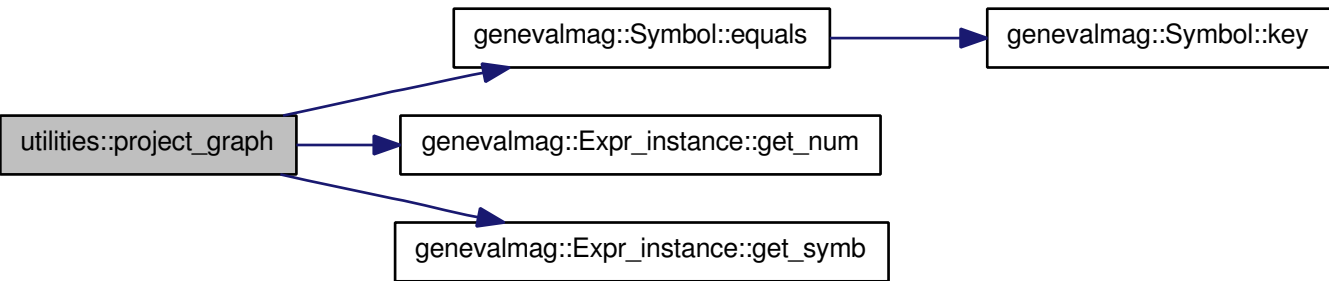 genevalmag::Symbol::equals
genevalmag::Symbol::key
utilities::project_graph
genevalmag::Expr_instance::get_num
genevalmag::Expr_instance::get_symb